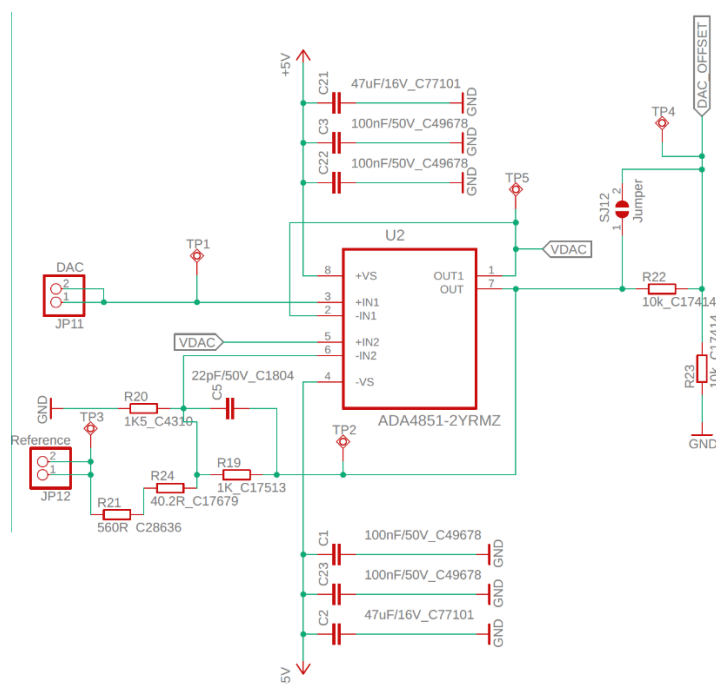 +5V
C21
47uF/16V_C77101
GND
C3
100nF/50V_C49678
GND
C22
100nF/50V_C49678
GND
DAC_OFFSET
TP4
TP5
SJ12
2
1
Jumper
U2
VDAC
TP1
DAC
2
1
JP11
8
+VS
3
+IN1
2
-IN1
5
+IN2
6
-IN2
4
-VS
OUT1
1
OUT
7
ADA4851-2YRMZ
VDAC
R22
10k_C17414
R23
10k_C17414
GND
22pF/50V_C1804
C5
GND
R20
1K5_C4310
TP3
Reference
2
1
JP12
R24
40.2R_C17679
R19
1K_C17513
TP2
R21
560R_C28636
C1
100nF/50V_C49678
GND
C23
100nF/50V_C49678
GND
C2
47uF/16V_C77101
GND
5V